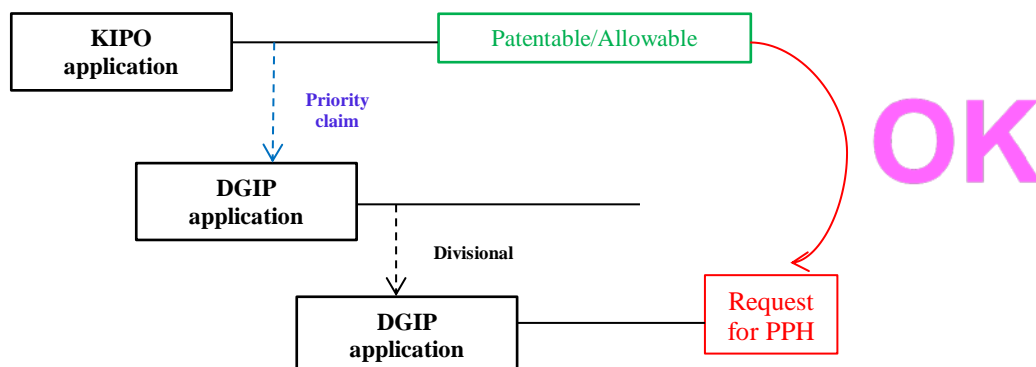 KIPO
application
Patentable/Allowable
OK
Priority
claim
DGIP
application
Divisional
DGIP
application
Request
for PPH